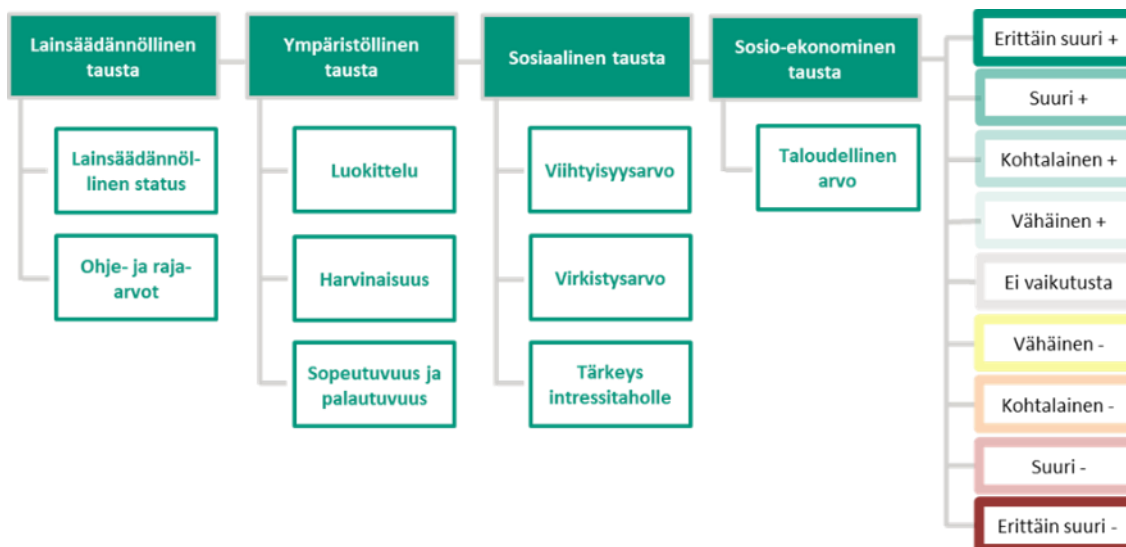 Lainsäädännöllinen
tausta
Lainsäädännöl-
linen status
Ohje- ja raja-
arvot
Ympäristöllinen
tausta
Luokittelu
Harvinaisuus
Sopeutuvuus ja
palautuvuus
Sosiaalinen tausta
Viihtyisyysarvo
Virkistysarvo
Tärkeys
intressitaholle
Sosio-ekonominen
tausta
Taloudellinen
arvo
Erittäin suuri +
Suuri +
Kohtalainen +
Vähäinen +
Ei vaikutusta
Vähäinen -
Kohtalainen -
Suuri -
Erittäin suuri -